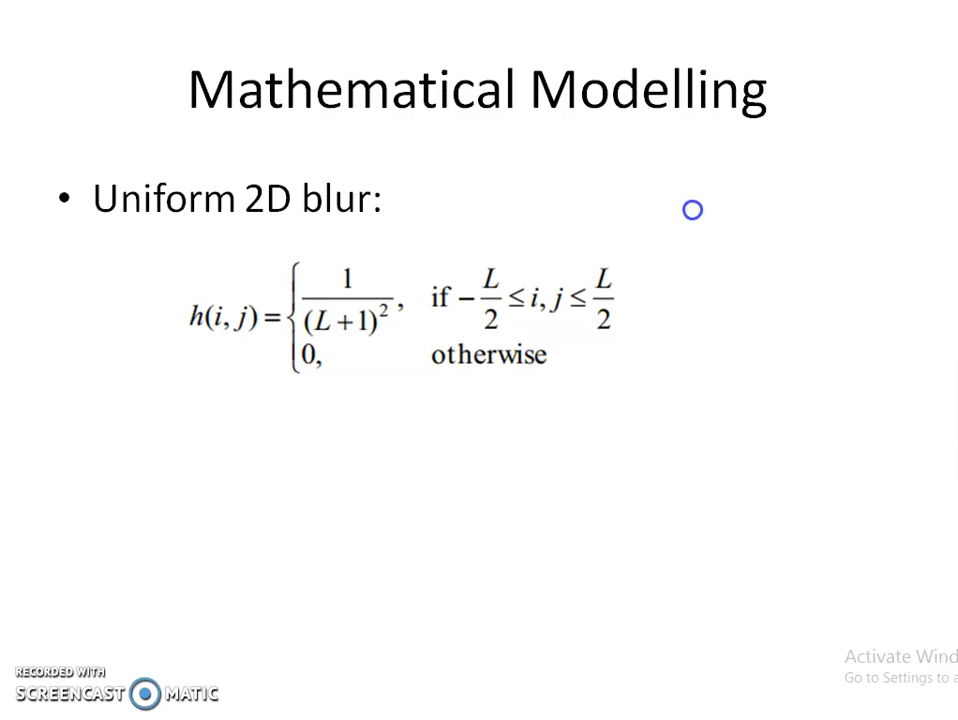 Mathematical Modelling
• Uniform 2D blur:
h(i, j) = { 1/(L+1)², if −L/2 ≤ i, j ≤ L/2
0, otherwise
RECORDED WITH
SCREENCAST MATIC
Activate Wind
Go to Settings to a